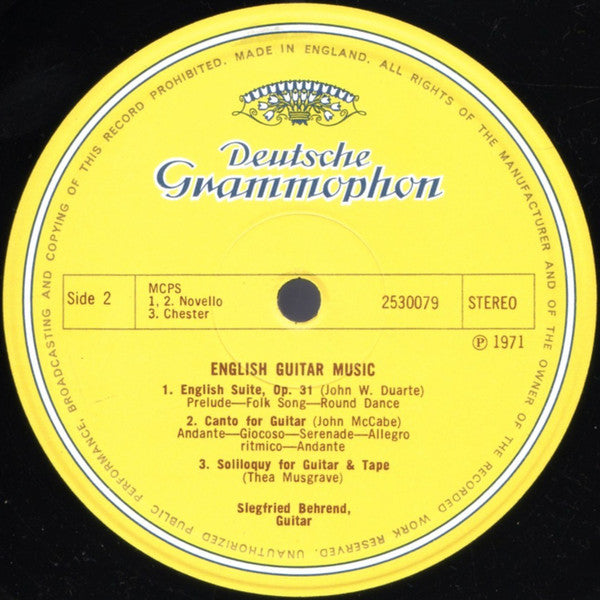 ALL RIGHTS OF THE MANUFACTURER AND OF THE OWNER OF THE RECORDED WORK RESERVED. UNAUTHORIZED PUBLIC PERFORMANCE, BROADCASTING AND COPYING OF THIS RECORD PROHIBITED. MADE IN ENGLAND.
Deutsche
Grammophon
Side 2
MCPS
1, 2. Novello
3. Chester
2530079
STEREO
℗ 1971
ENGLISH GUITAR MUSIC
1. English Suite, Op. 31 (John W. Duarte)
Prelude—Folk Song—Round Dance
2. Canto for Guitar (John McCabe)
Andante—Giocoso—Serenade—Allegro
ritmico—Andante
3. Soliloquy for Guitar & Tape
(Thea Musgrave)
Siegfried Behrend,
Guitar